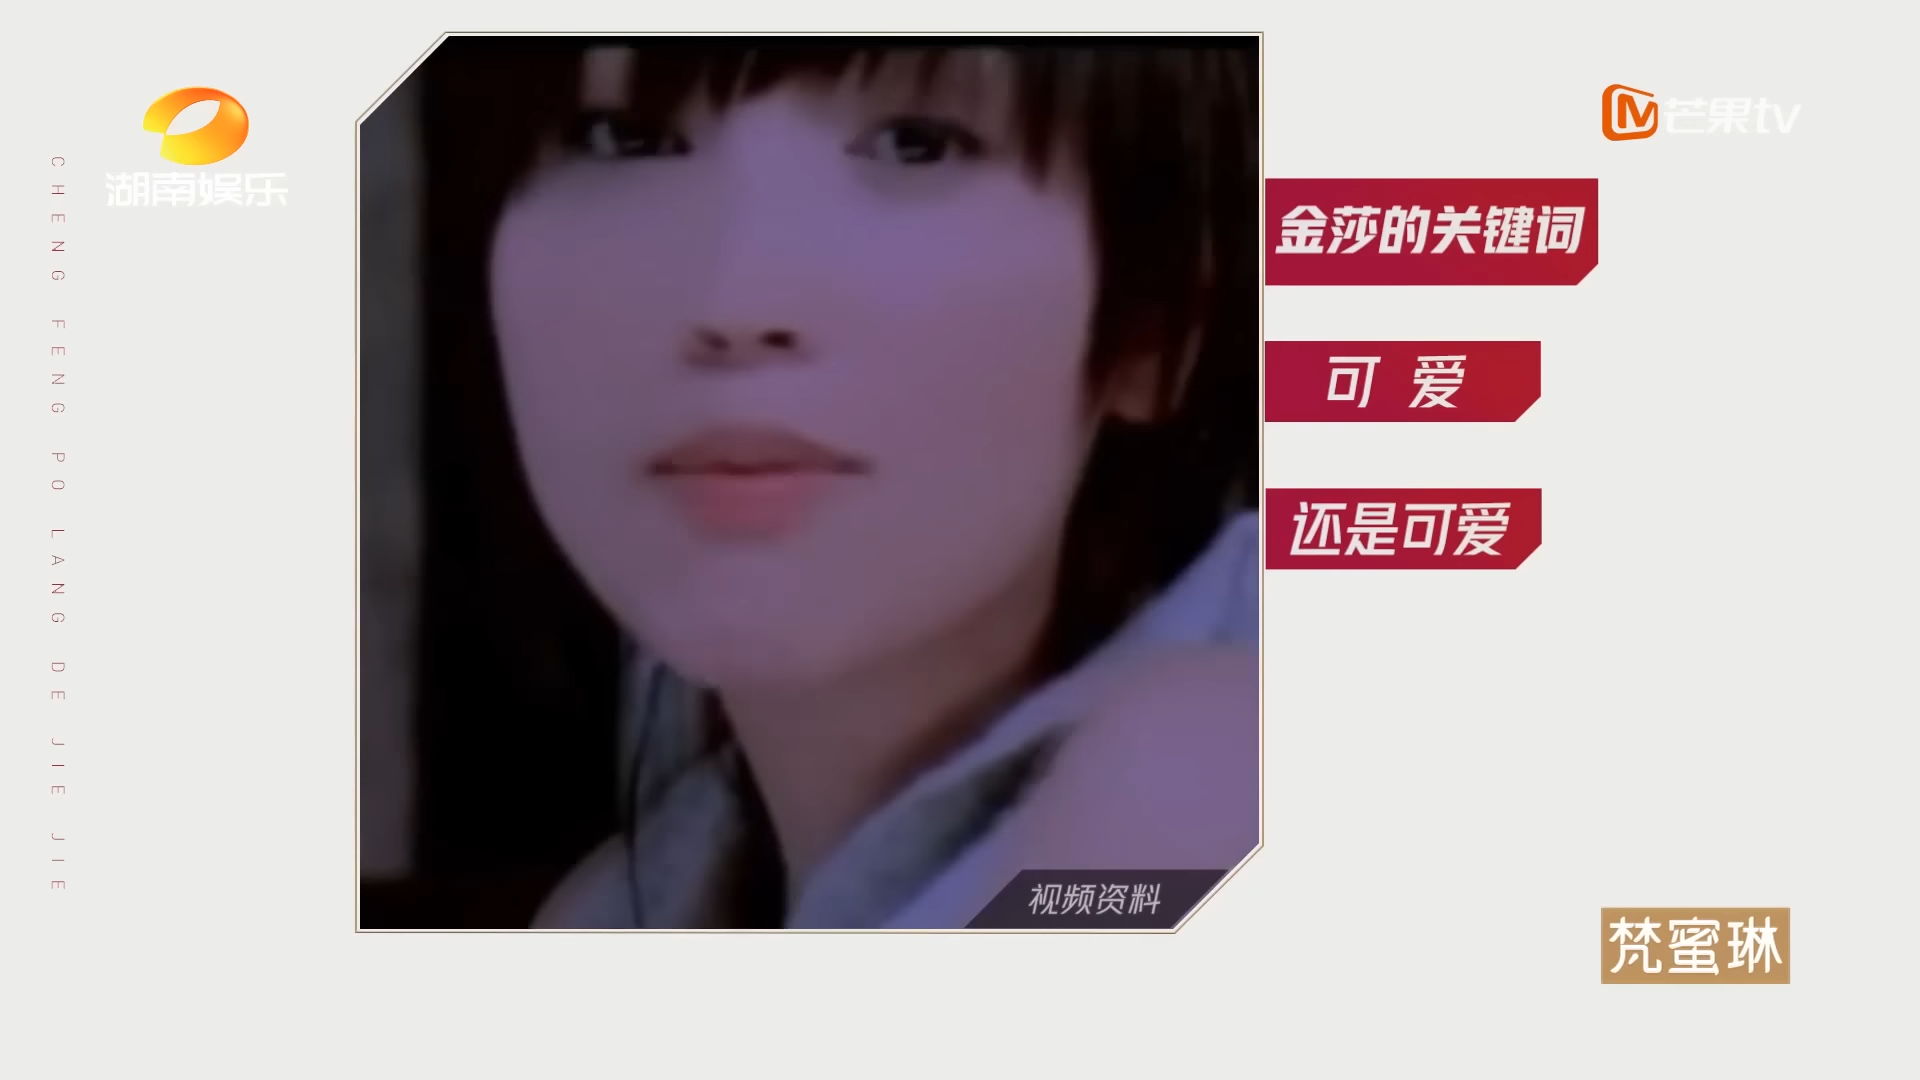 CHENG FENG PO LANG DE JIE JIE
湖南娱乐
芒果tv
金莎的关键词
可 爱
还是可爱
视频资料
梵蜜琳